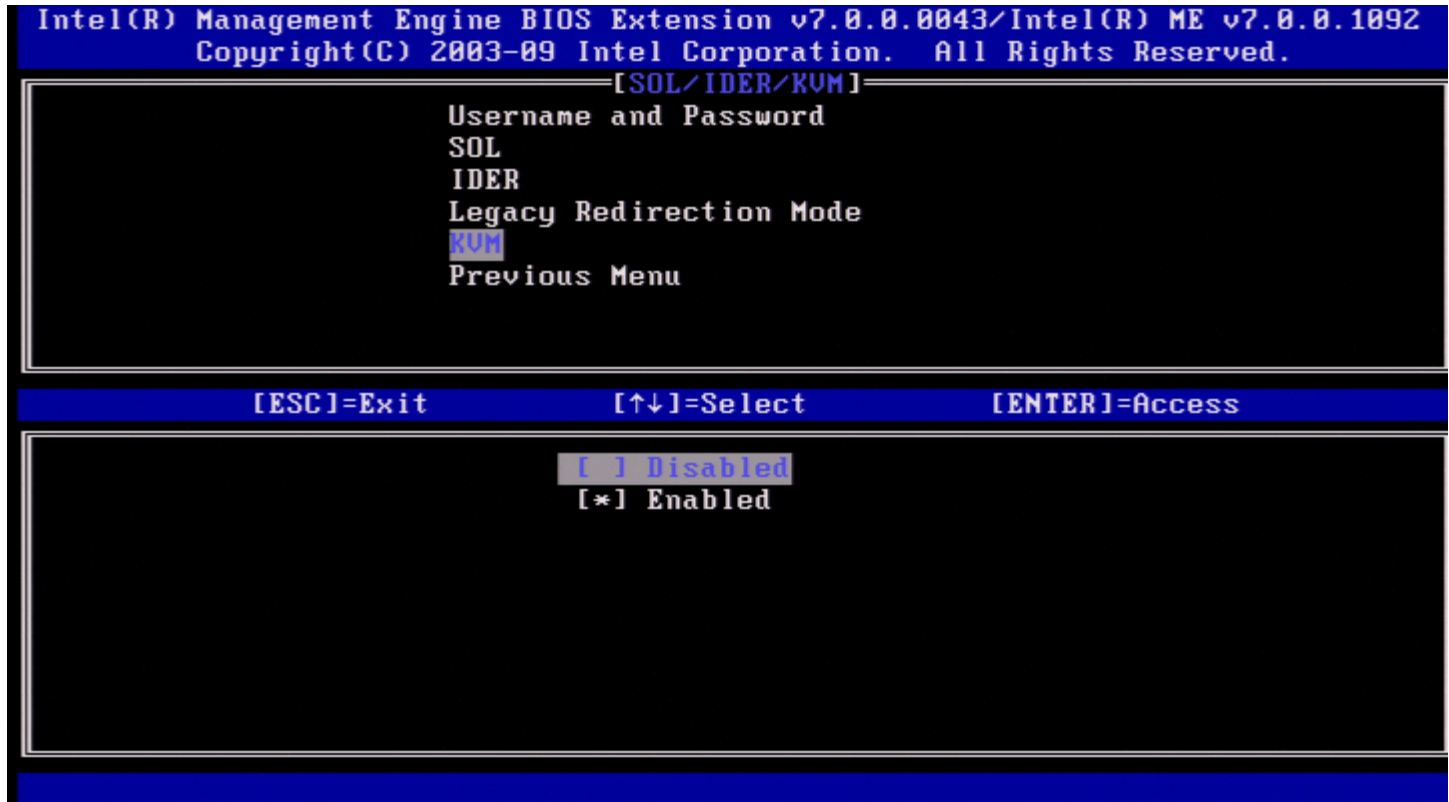 Intel(R) Management Engine BIOS Extension v7.0.0.0043/Intel(R) ME v7.0.0.1092
Copyright(C) 2003-09 Intel Corporation. All Rights Reserved.
[SOL/IDER/KVM]
Username and Password
SOL
IDER
Legacy Redirection Mode
KVM
Previous Menu
[ESC]=Exit [↑↓]=Select [ENTER]=Access
[ ] Disabled
[*] Enabled